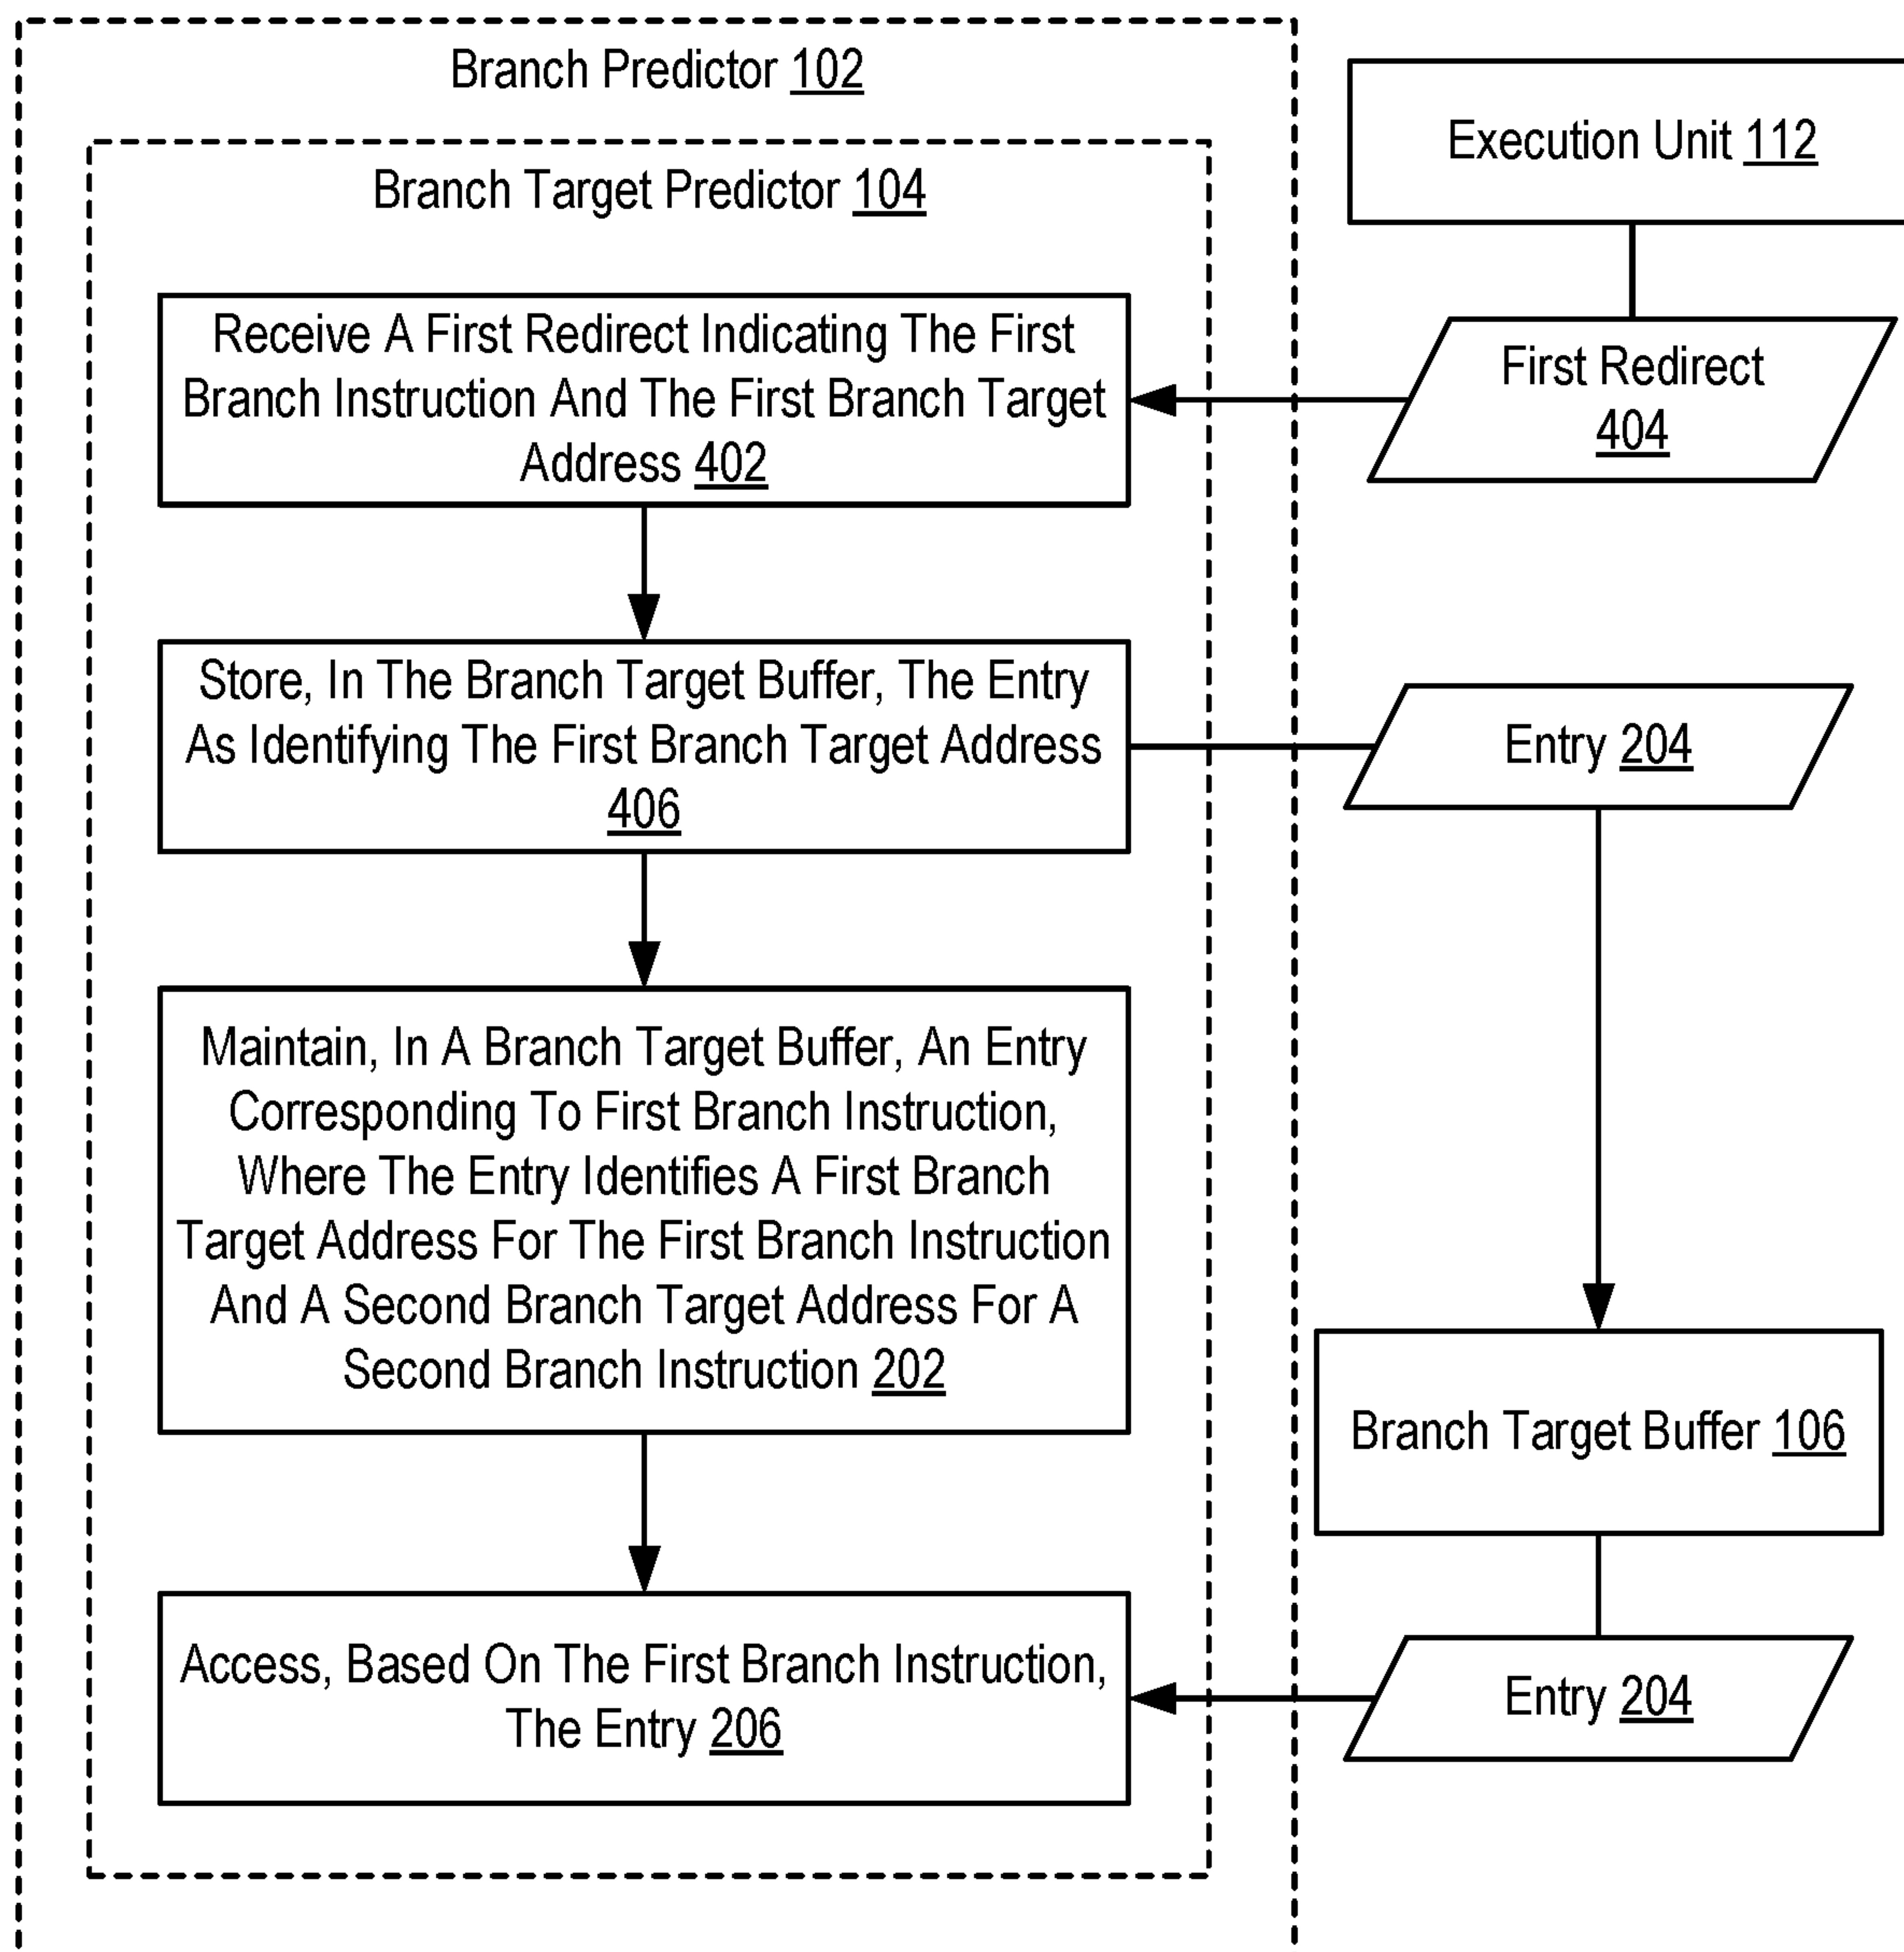 Branch Predictor 102
Execution Unit 112
Branch Target Predictor 104
Receive A First Redirect Indicating The First
Branch Instruction And The First Branch Target
Address 402
First Redirect
404
Store, In The Branch Target Buffer, The Entry
As Identifying The First Branch Target Address
406
Entry 204
Maintain, In A Branch Target Buffer, An Entry
Corresponding To First Branch Instruction,
Where The Entry Identifies A First Branch
Target Address For The First Branch Instruction
And A Second Branch Target Address For A
Second Branch Instruction 202
Branch Target Buffer 106
Access, Based On The First Branch Instruction,
The Entry 206
Entry 204